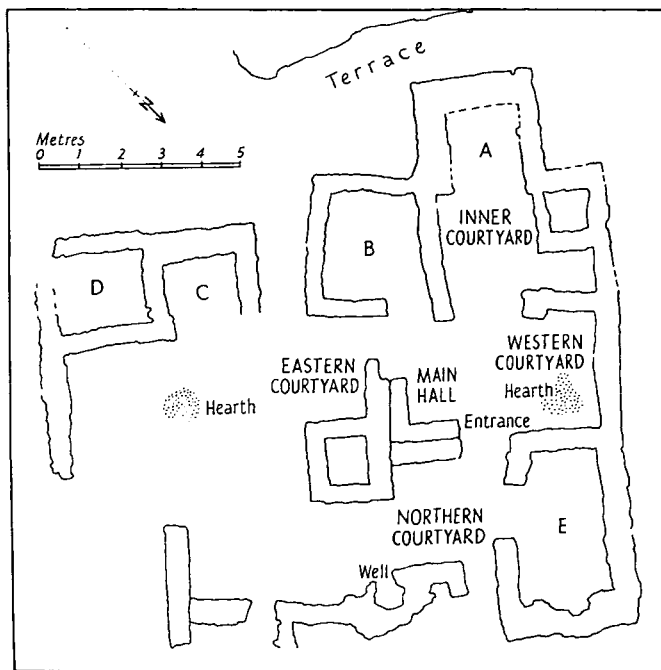 Terrace
N
Metres
0 1 2 3 4 5
A
INNER
COURTYARD
B
D
C
EASTERN
COURTYARD
MAIN
HALL
WESTERN
COURTYARD
Hearth
Hearth
Entrance
NORTHERN
COURTYARD
E
Well